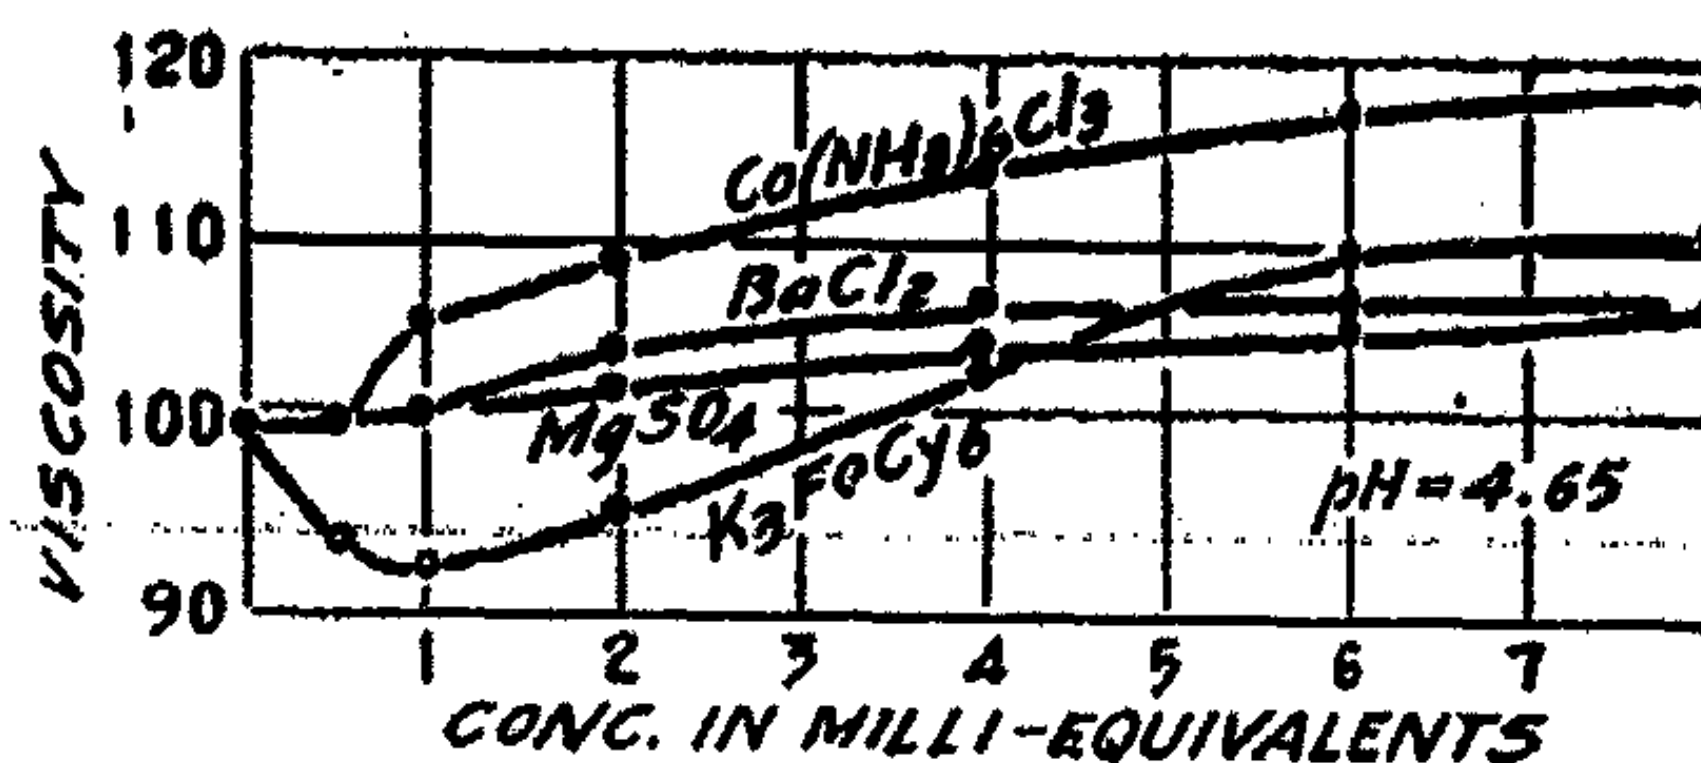 120
Co(NH3)6Cl3
110
BaCl2
VISCOSITY
100
MgSO4
K3FeCy6
pH=4.65
90
1 2 3 4 5 6 7
CONC. IN MILLI-EQUIVALENTS